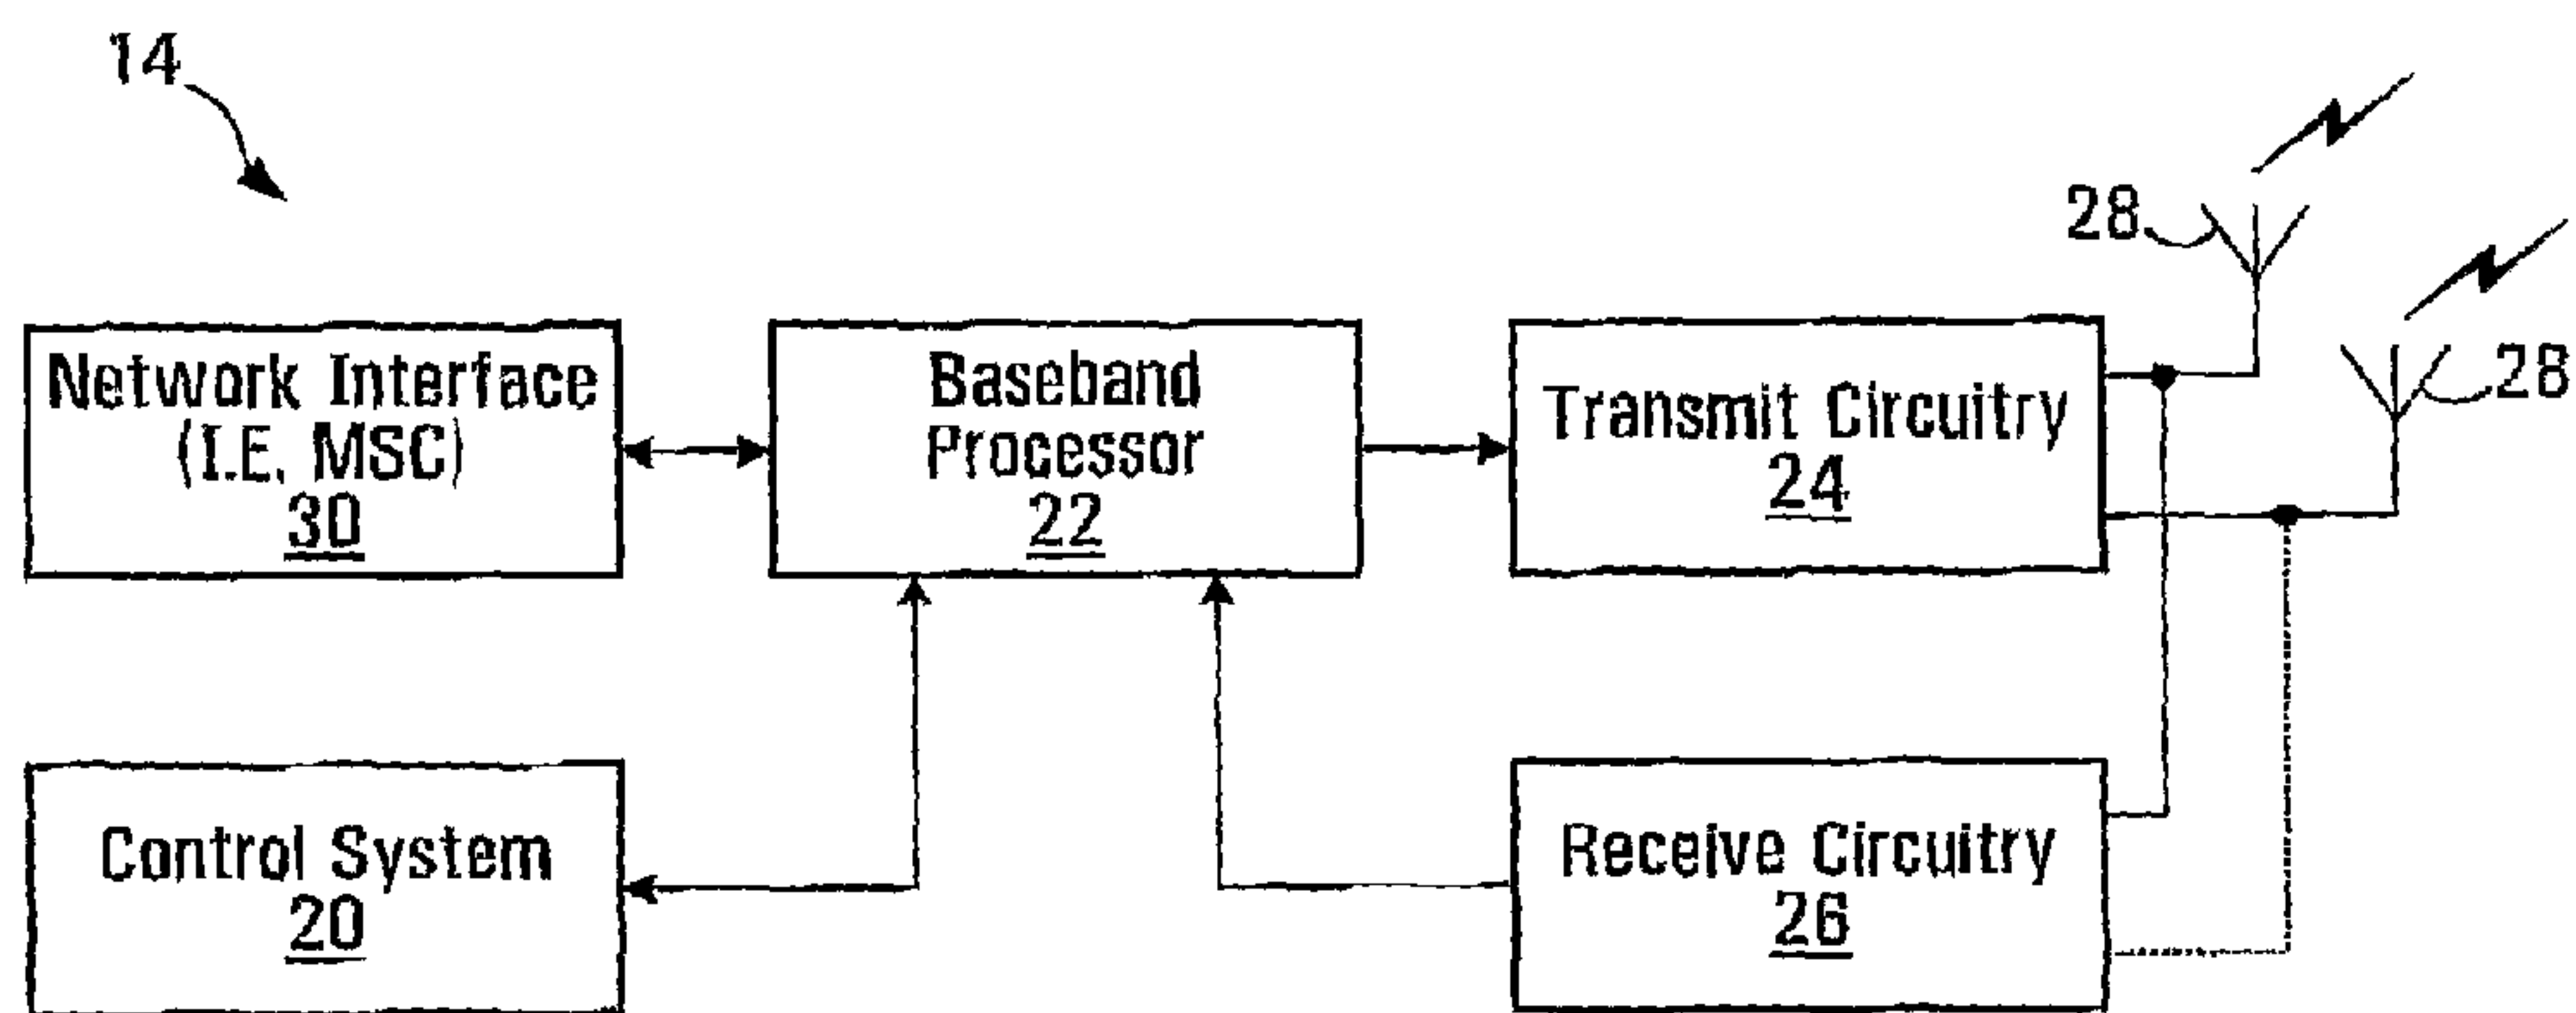 14
28
28
Network Interface
(I.E. MSC)
30
Baseband
Processor
22
Transmit Circuitry
24
Control System
20
Receive Circuitry
26